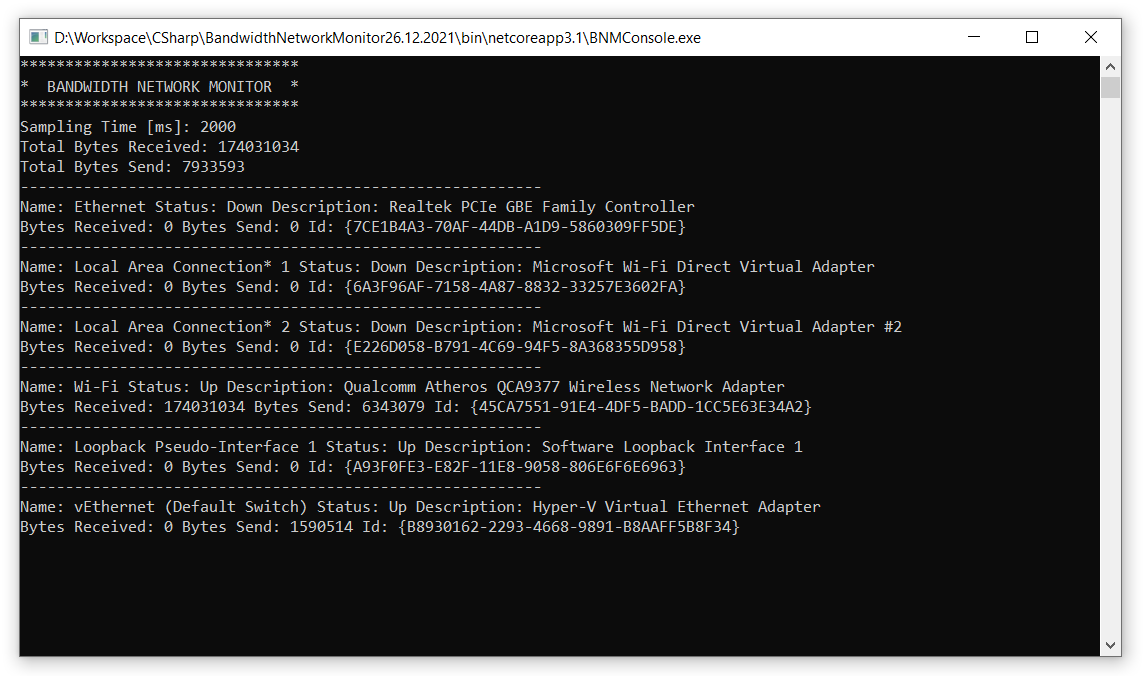 D:\Workspace\CSharp\BandwidthNetworkMonitor26.12.2021\bin\netcoreapp3.1\BNMConsole.exe
*******************************
*  BANDWIDTH NETWORK MONITOR  *
*******************************
Sampling Time [ms]: 2000
Total Bytes Received: 174031034
Total Bytes Send: 7933593
----------------------------------------------------------
Name: Ethernet Status: Down Description: Realtek PCIe GBE Family Controller
Bytes Received: 0 Bytes Send: 0 Id: {7CE1B4A3-70AF-44DB-A1D9-5860309FF5DE}
----------------------------------------------------------
Name: Local Area Connection* 1 Status: Down Description: Microsoft Wi-Fi Direct Virtual Adapter
Bytes Received: 0 Bytes Send: 0 Id: {6A3F96AF-7158-4A87-8832-33257E3602FA}
----------------------------------------------------------
Name: Local Area Connection* 2 Status: Down Description: Microsoft Wi-Fi Direct Virtual Adapter #2
Bytes Received: 0 Bytes Send: 0 Id: {E226D058-B791-4C69-94F5-8A368355D958}
----------------------------------------------------------
Name: Wi-Fi Status: Up Description: Qualcomm Atheros QCA9377 Wireless Network Adapter
Bytes Received: 174031034 Bytes Send: 6343079 Id: {45CA7551-91E4-4DF5-BADD-1CC5E63E34A2}
----------------------------------------------------------
Name: Loopback Pseudo-Interface 1 Status: Up Description: Software Loopback Interface 1
Bytes Received: 0 Bytes Send: 0 Id: {A93F0FE3-E82F-11E8-9058-806E6F6E6963}
----------------------------------------------------------
Name: vEthernet (Default Switch) Status: Up Description: Hyper-V Virtual Ethernet Adapter
Bytes Received: 0 Bytes Send: 1590514 Id: {B8930162-2293-4668-9891-B8AAFF5B8F34}